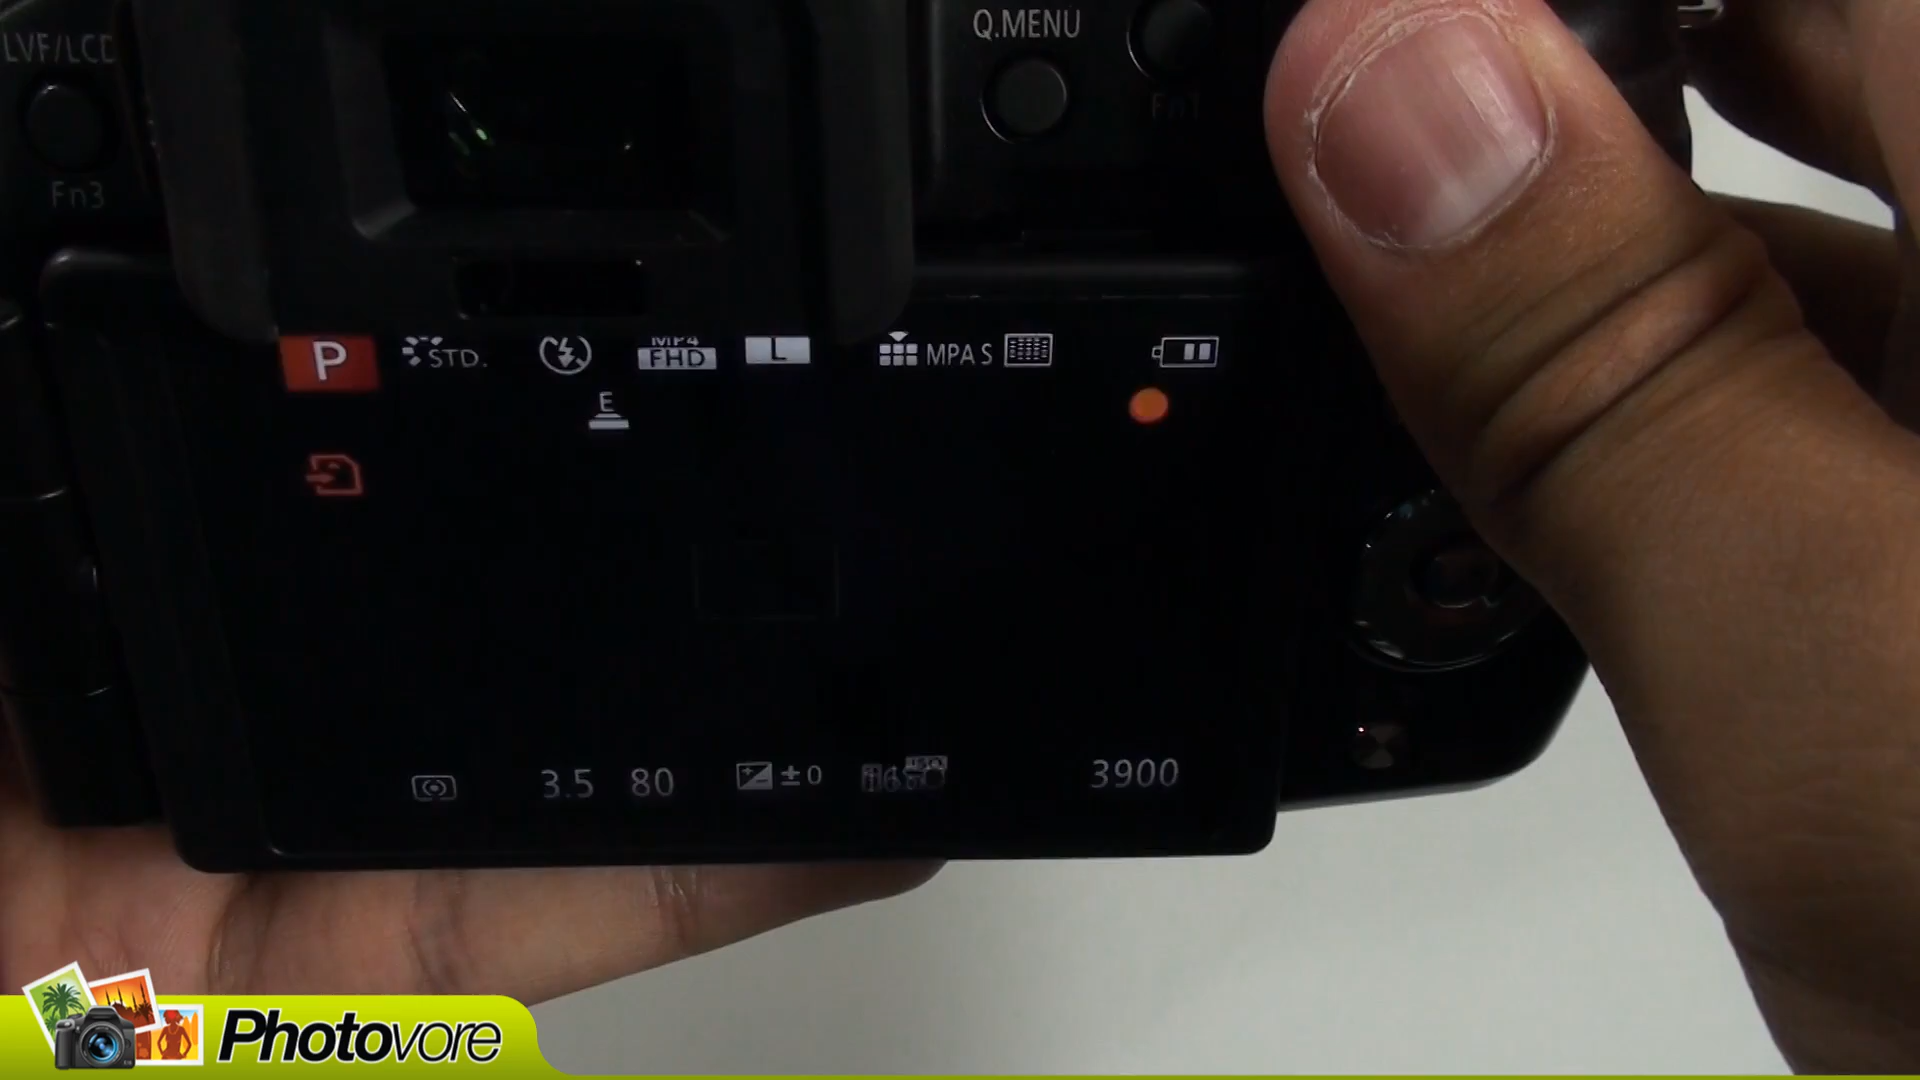 LVF/LCD
Q.MENU
Fn1
Fn3
P STD. MP4 FHD L MPA S
E
3.5 80 ±0 3900
Photovore